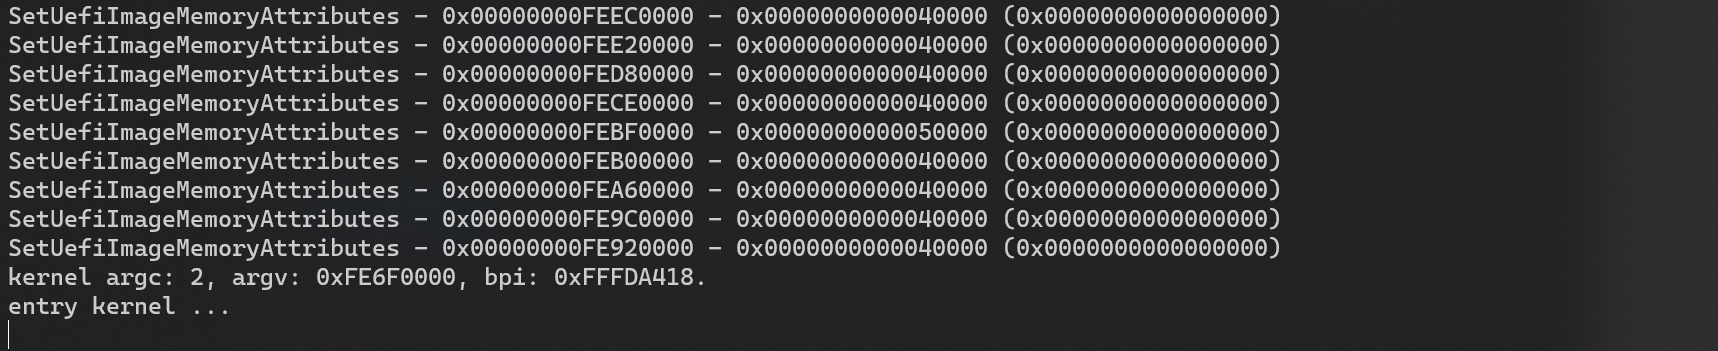 SetUefiImageMemoryAttributes - 0x00000000FEEC0000 - 0x0000000000040000 (0x0000000000000000)
SetUefiImageMemoryAttributes - 0x00000000FEE20000 - 0x0000000000040000 (0x0000000000000000)
SetUefiImageMemoryAttributes - 0x00000000FED80000 - 0x0000000000040000 (0x0000000000000000)
SetUefiImageMemoryAttributes - 0x00000000FECE0000 - 0x0000000000040000 (0x0000000000000000)
SetUefiImageMemoryAttributes - 0x00000000FEBF0000 - 0x0000000000050000 (0x0000000000000000)
SetUefiImageMemoryAttributes - 0x00000000FEB00000 - 0x0000000000040000 (0x0000000000000000)
SetUefiImageMemoryAttributes - 0x00000000FEA60000 - 0x0000000000040000 (0x0000000000000000)
SetUefiImageMemoryAttributes - 0x00000000FE9C0000 - 0x0000000000040000 (0x0000000000000000)
SetUefiImageMemoryAttributes - 0x00000000FE920000 - 0x0000000000040000 (0x0000000000000000)
kernel argc: 2, argv: 0xFE6F0000, bpi: 0xFFFDA418.
entry kernel ...